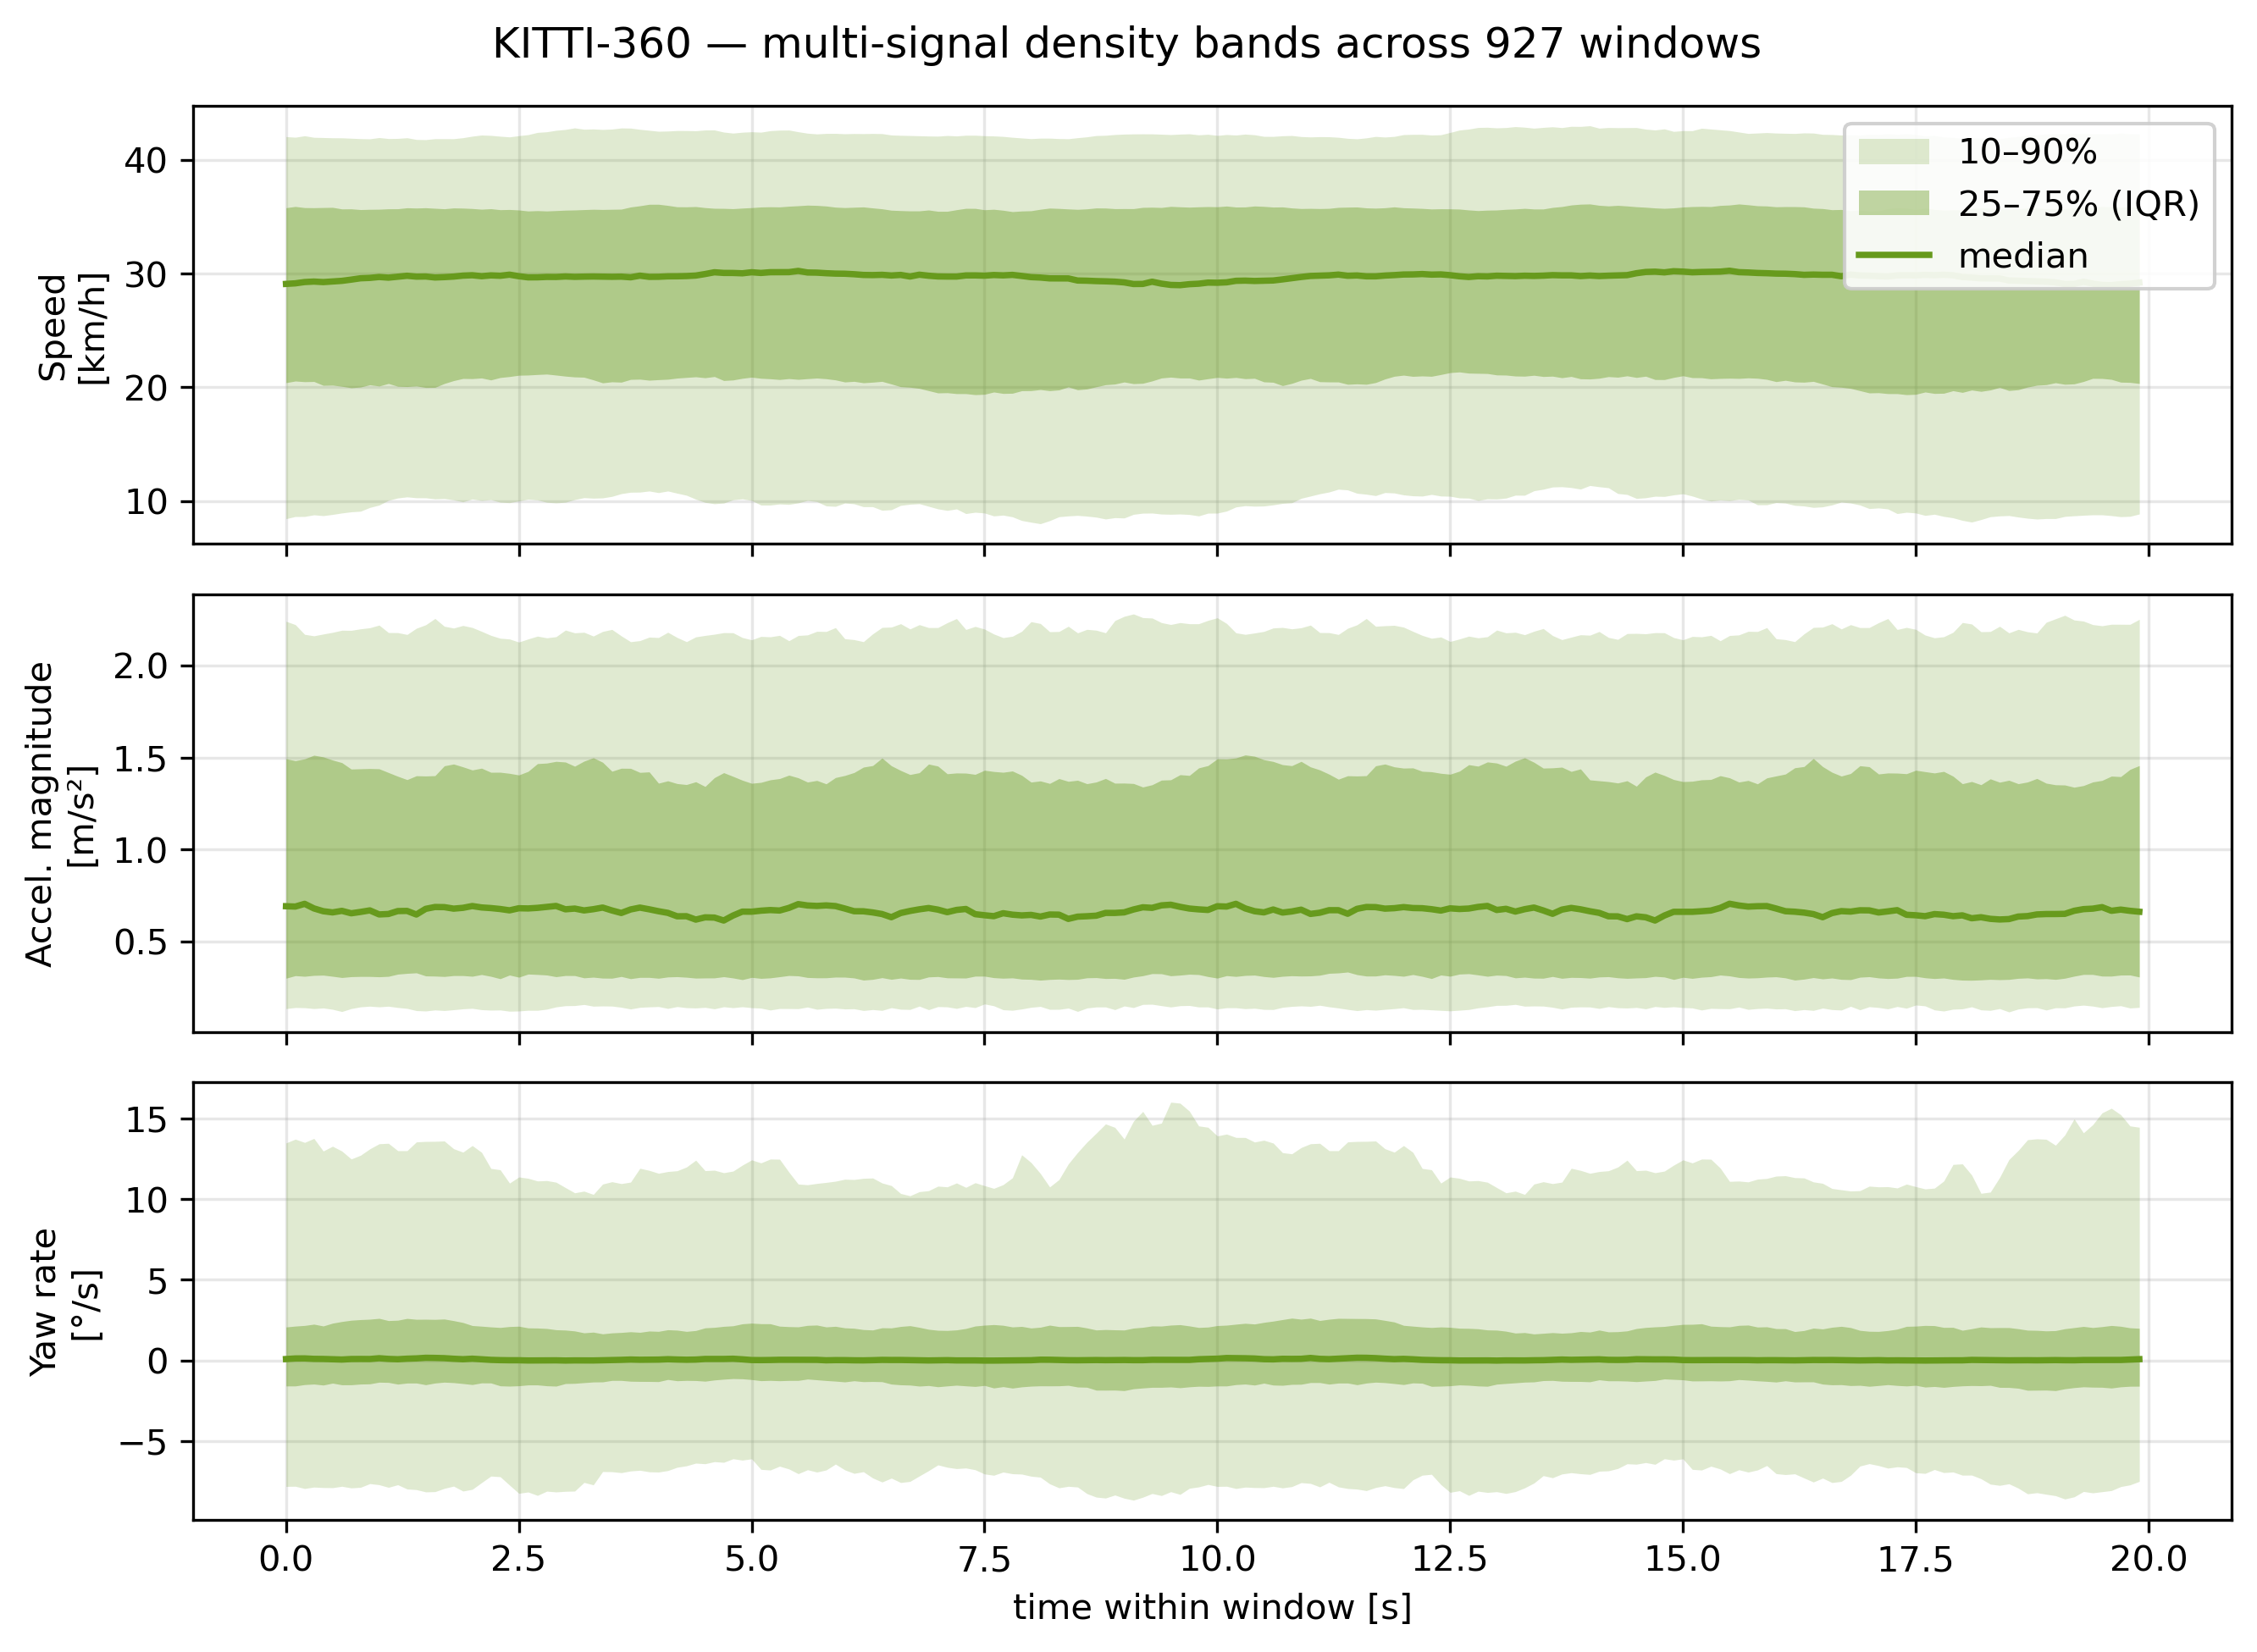 KITTI-360 — multi-signal density bands across 927 windows
10–90%
25–75% (IQR)
median
Speed
[km/h]
40
30
20
10
Accel. magnitude
[m/s²]
2.0
1.5
1.0
0.5
Yaw rate
[°/s]
15
10
5
0
−5
0.0 2.5 5.0 7.5 10.0 12.5 15.0 17.5 20.0
time within window [s]